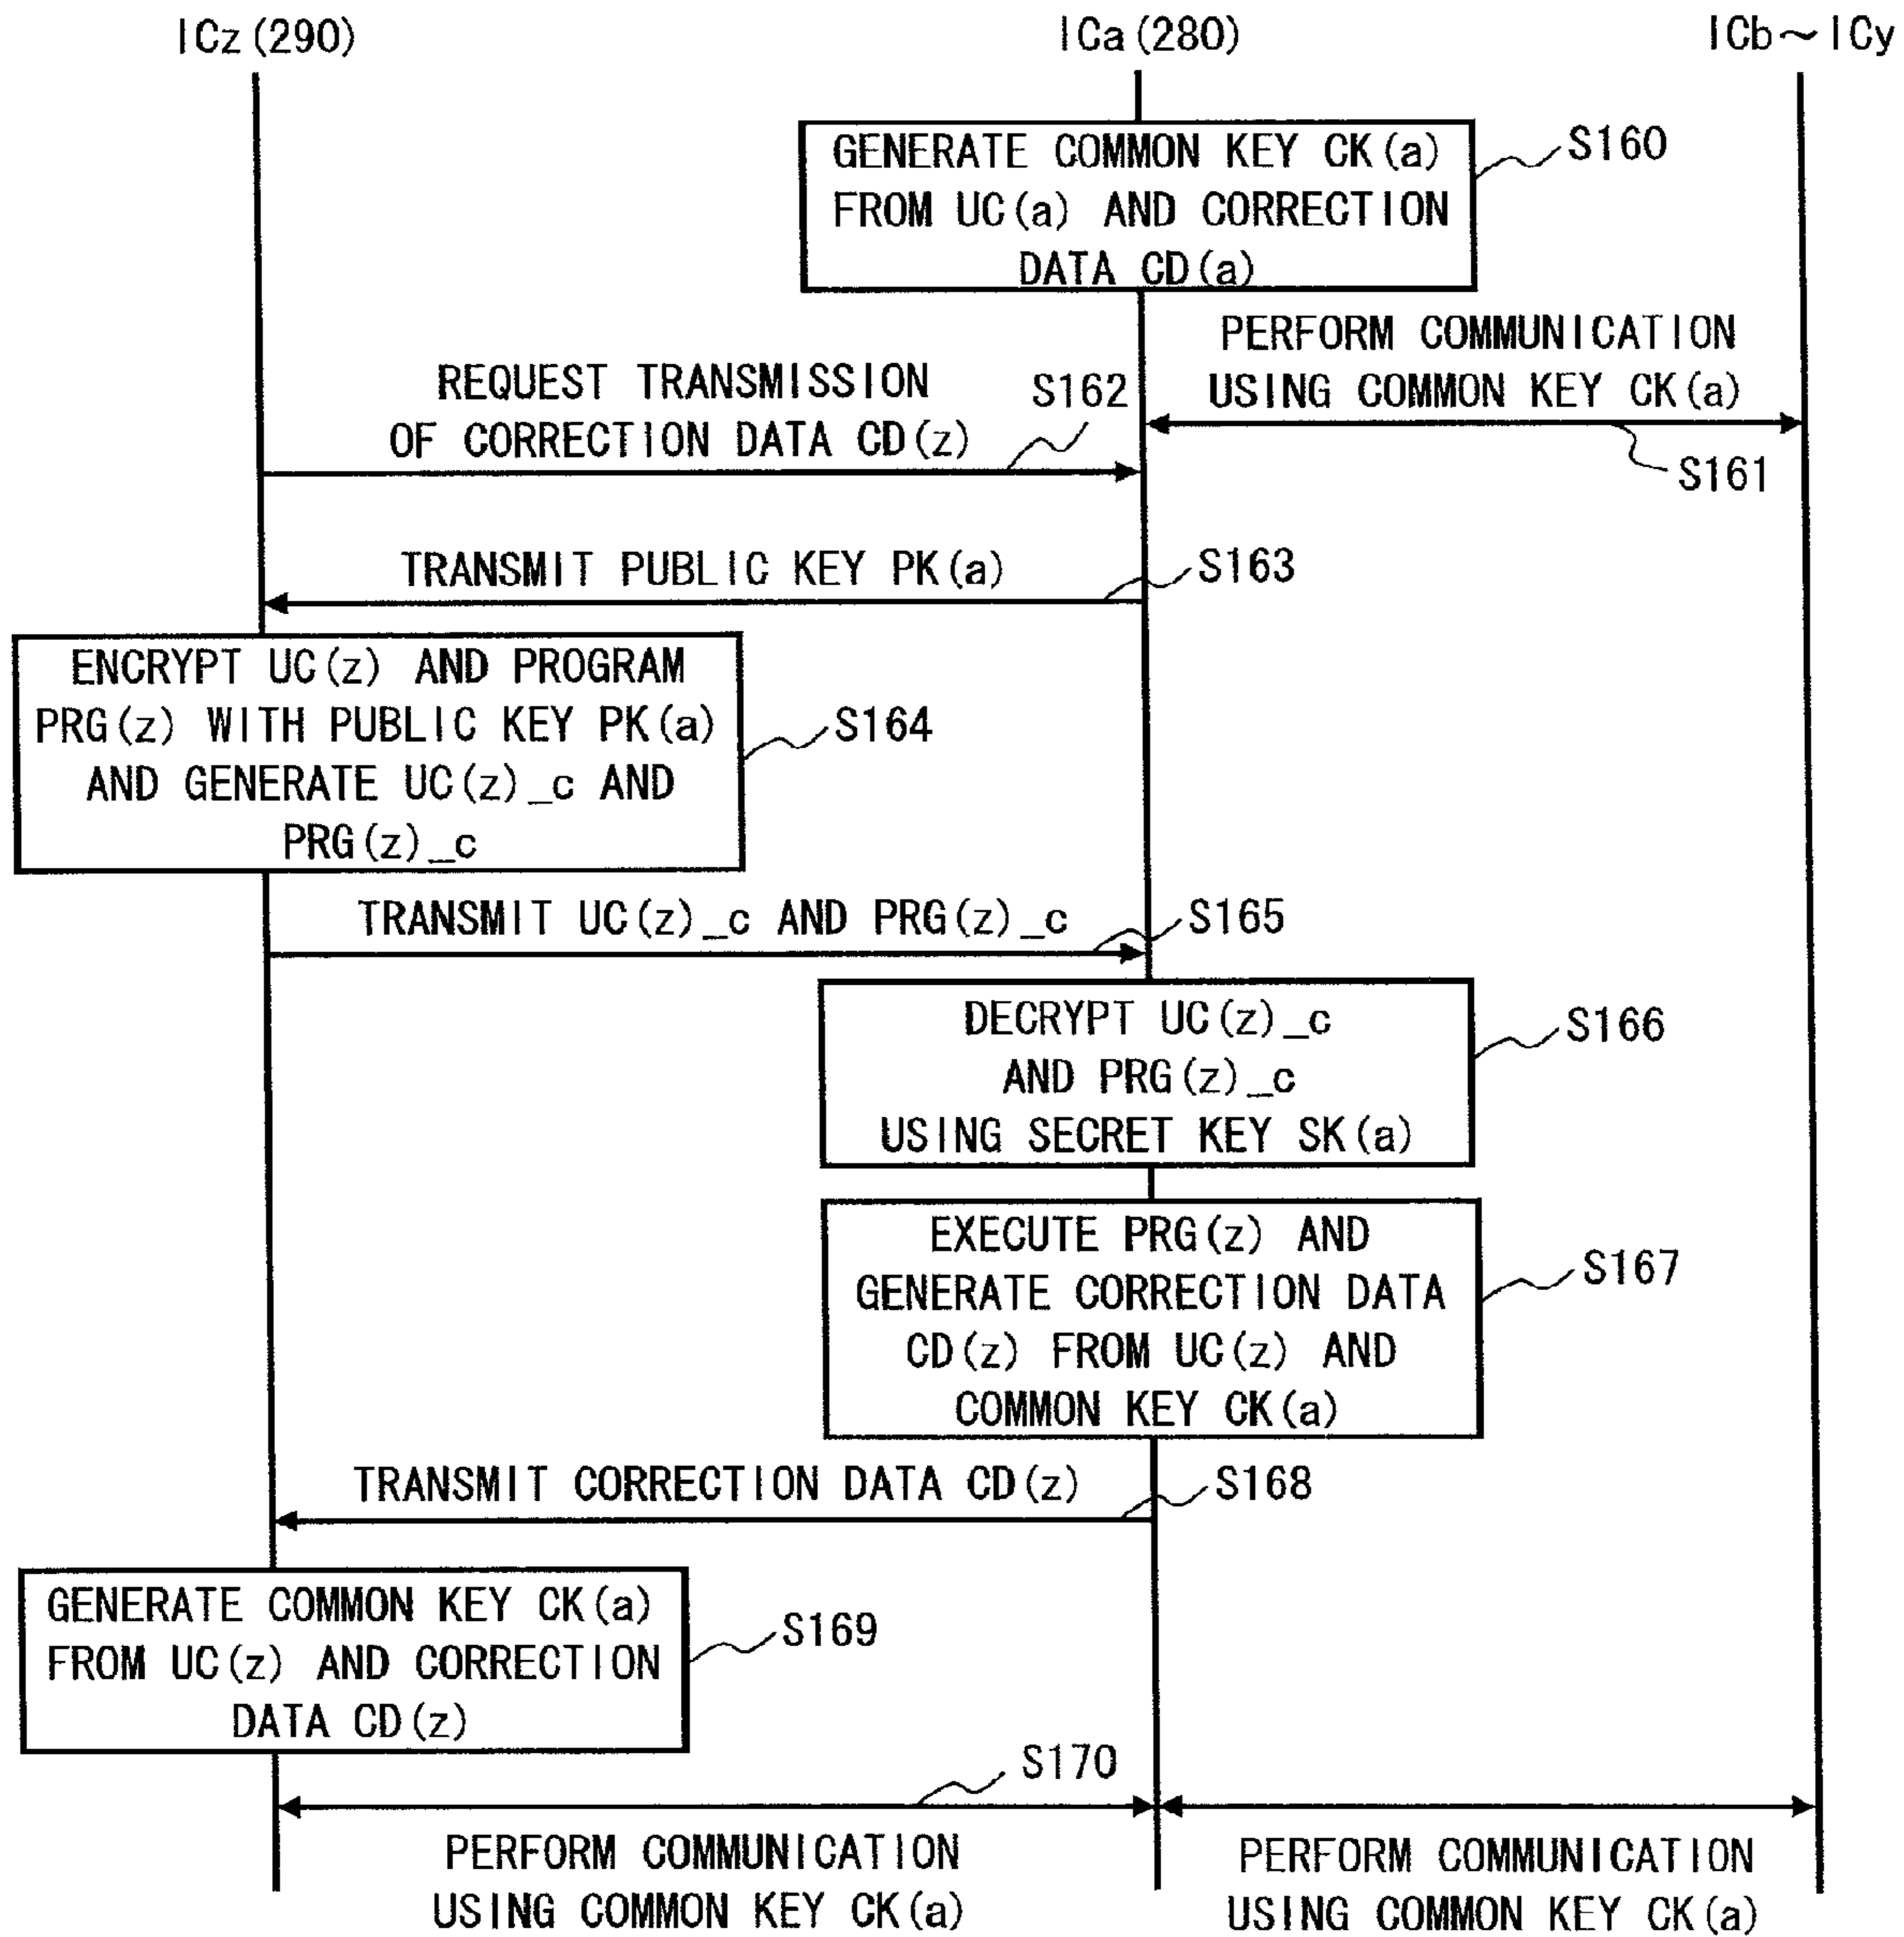 ICz(290)
ICa(280)
ICb～ICy
GENERATE COMMON KEY CK(a)
FROM UC(a) AND CORRECTION
DATA CD(a)
S160
PERFORM COMMUNICATION
USING COMMON KEY CK(a)
S161
REQUEST TRANSMISSION
OF CORRECTION DATA CD(z)
S162
TRANSMIT PUBLIC KEY PK(a)
S163
ENCRYPT UC(z) AND PROGRAM
PRG(z) WITH PUBLIC KEY PK(a)
AND GENERATE UC(z)_c AND
PRG(z)_c
S164
TRANSMIT UC(z)_c AND PRG(z)_c
S165
DECRYPT UC(z)_c
AND PRG(z)_c
USING SECRET KEY SK(a)
S166
EXECUTE PRG(z) AND
GENERATE CORRECTION DATA
CD(z) FROM UC(z) AND
COMMON KEY CK(a)
S167
TRANSMIT CORRECTION DATA CD(z)
S168
GENERATE COMMON KEY CK(a)
FROM UC(z) AND CORRECTION
DATA CD(z)
S169
S170
PERFORM COMMUNICATION
USING COMMON KEY CK(a)
PERFORM COMMUNICATION
USING COMMON KEY CK(a)